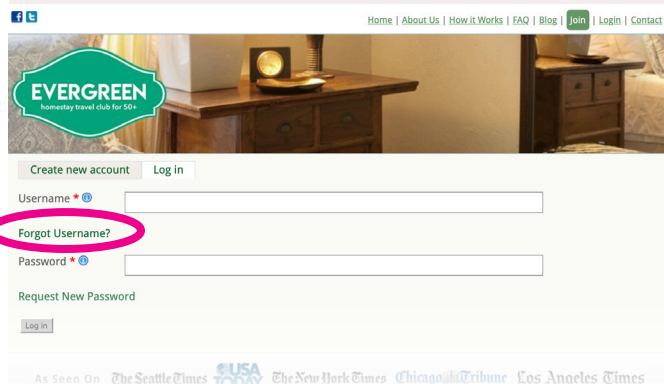 Home | About Us | How it Works | FAQ | Blog | Join | Login | Contact
EVERGREEN
homestay travel club for 50+
Create new account Log in
Username *
Forgot Username?
Password *
Request New Password
Log in
As Seen On The Seattle Times USA TODAY The New York Times Chicago Tribune Los Angeles Times